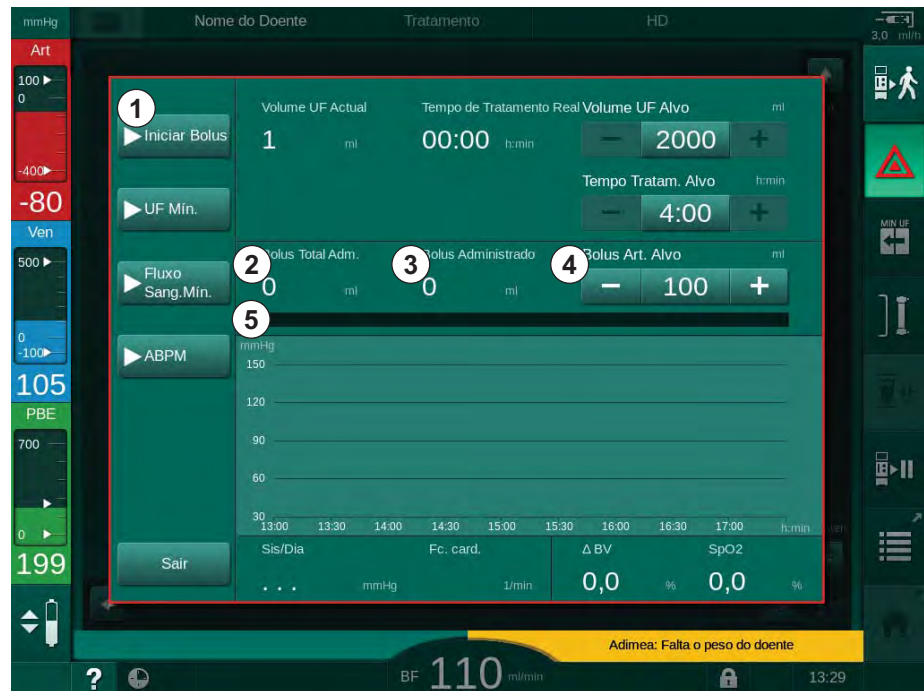 mmHg
Nome do Doente
Tratamento
HD
3,0 ml/h
Art
100
0
-400
-80
Ven
500
0
-100
105
PBE
700
0
199
1
Iniciar Bolus
UF Mín.
Fluxo
Sang.Mín.
ABPM
Sair
Volume UF Actual
1 ml
Tempo de Tratamento Real
00:00 h:min
Volume UF Alvo ml
− 2000 +
Tempo Tratam. Alvo h:min
− 4:00 +
2
Bolus Total Adm.
0 ml
3
Bolus Administrado
0 ml
4
Bolus Art. Alvo ml
− 100 +
5
mmHg
150
120
90
60
30
13:00 13:30 14:00 14:30 15:00 15:30 16:00 16:30 17:00 h:min
Sis/Dia
. . . mmHg
Fc. card.
1/min
Δ BV
0,0 %
SpO2
0,0 %
MIN UF
Adimea: Falta o peso do doente
?
BF 110 ml/min
13:29